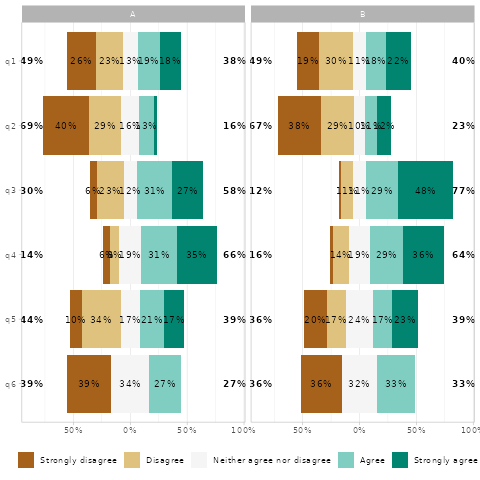 A B
q1 49% 26% 23% 13% 19% 18% 38% 49% 19% 30% 11% 18% 22% 40%
q2 69% 40% 29% 16% 13% 16% 67% 38% 29% 10% 11% 12% 23%
q3 30% 6% 23% 12% 31% 27% 58% 12% 11% 11% 29% 48% 77%
q4 14% 6% 8% 19% 31% 35% 66% 16% 14% 19% 29% 36% 64%
q5 44% 10% 34% 17% 21% 17% 39% 36% 20% 17% 24% 17% 23% 39%
q6 39% 39% 34% 27% 27% 36% 36% 32% 33% 33%
50% 0% 50% 100% 50% 0% 50% 100%
Strongly disagree Disagree Neither agree nor disagree Agree Strongly agree